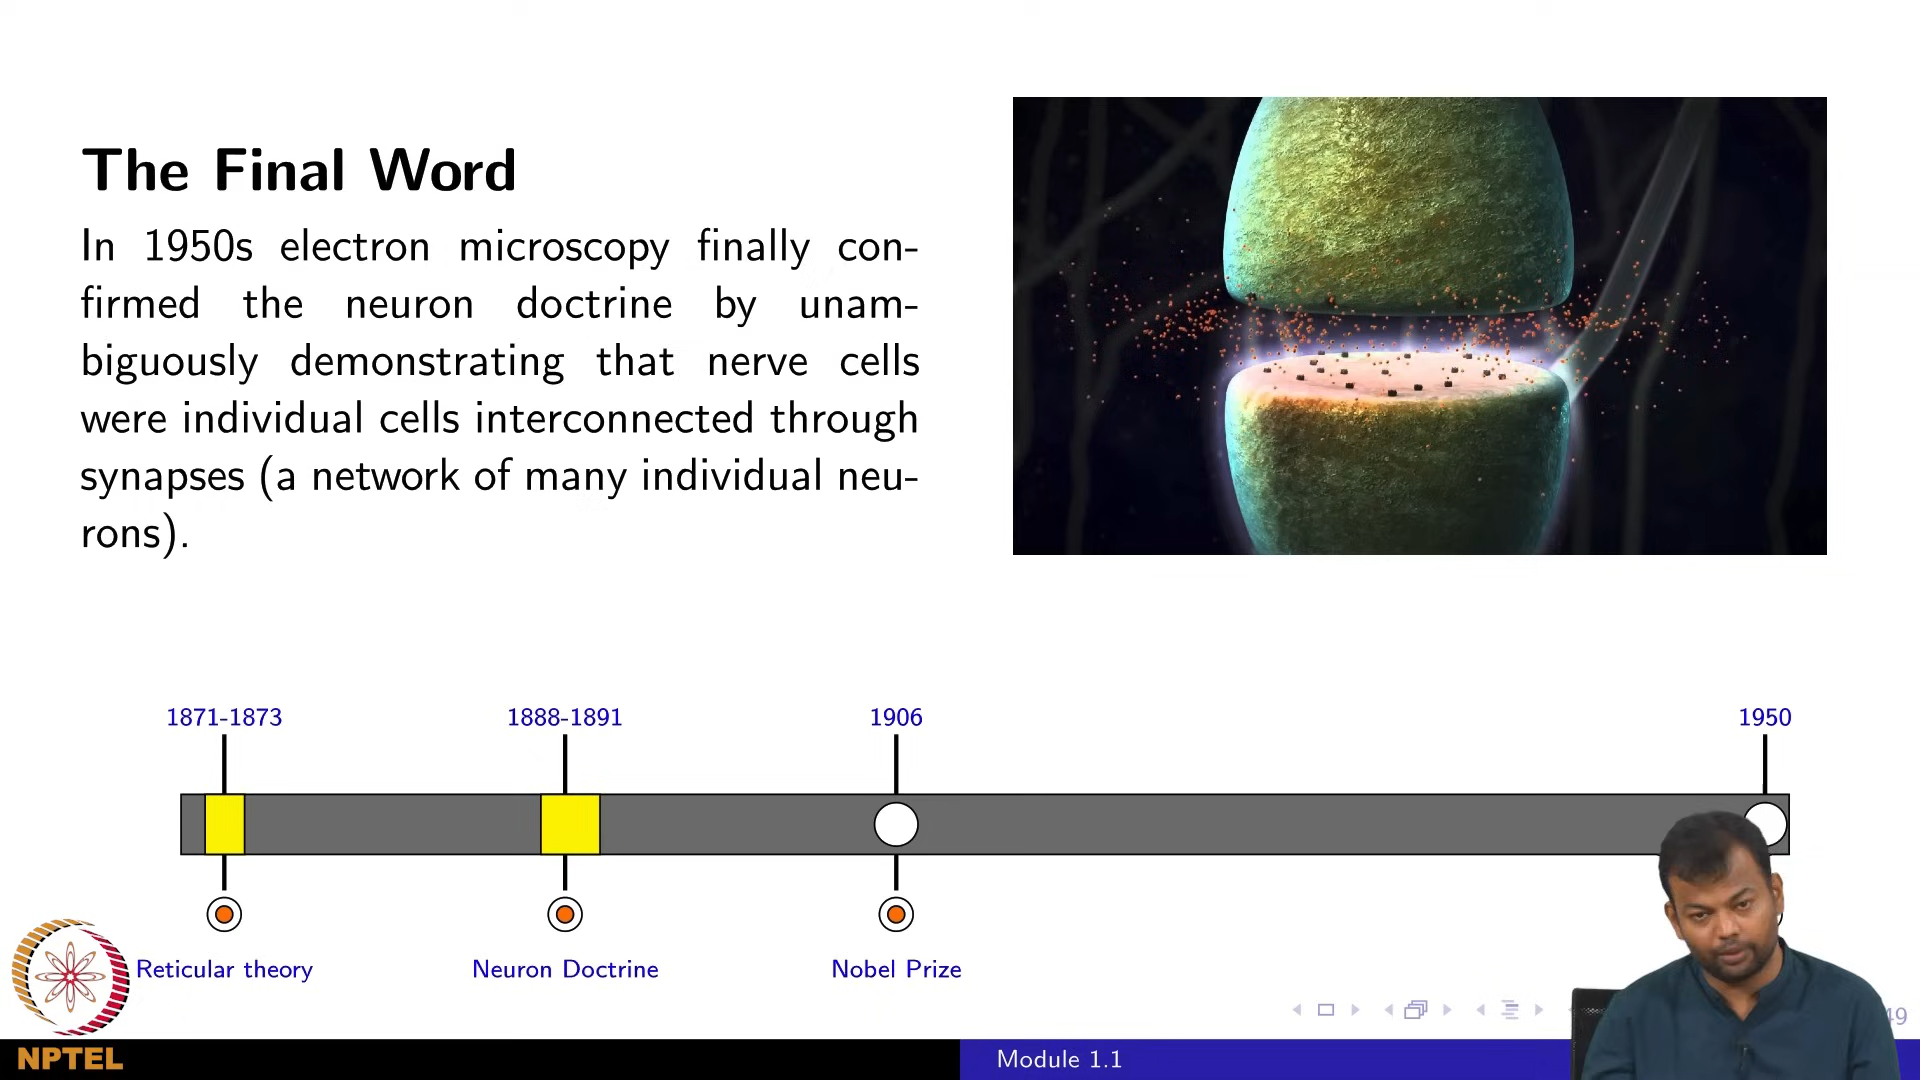 The Final Word
In 1950s electron microscopy finally con-
firmed the neuron doctrine by unam-
biguously demonstrating that nerve cells
were individual cells interconnected through
synapses (a network of many individual neu-
rons).
1871-1873
1888-1891
1906
1950
Reticular theory
Neuron Doctrine
Nobel Prize
49
NPTEL
Module 1.1